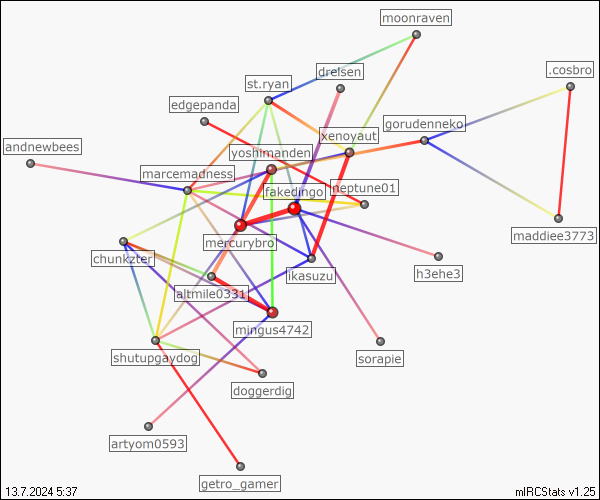 moonraven
drelsen
st.ryan
.cosbro
edgepanda
gorudenneko
xenoyaut
andnewbees
yoshimanden
marcemadness
fakedingo
neptune01
mercurybro
maddiee3773
chunkzter
h3ehe3
ikasuzu
altmile0331
mingus4742
shutupgaydog
sorapie
doggerdig
artyom0593
getro_gamer
13.7.2024 5:37
mIRCStats v1.25